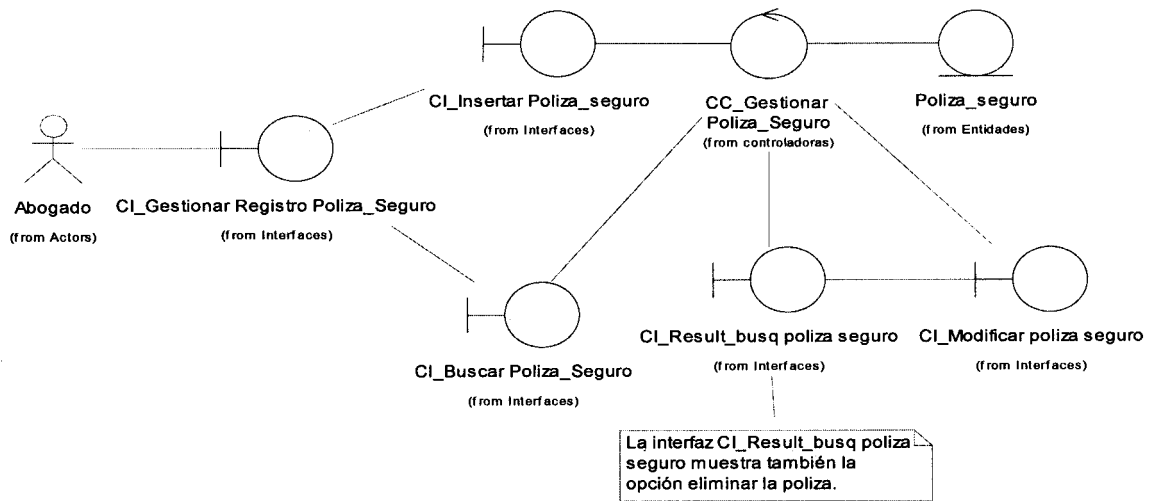 CI_Insertar Poliza_seguro
(from Interfaces)
CC_Gestionar
Poliza_Seguro
(from controladoras)
Poliza_seguro
(from Entidades)
Abogado
(from Actors)
CI_Gestionar Registro Poliza_Seguro
(from Interfaces)
CI_Buscar Poliza_Seguro
(from Interfaces)
CI_Result_busq poliza seguro
(from Interfaces)
CI_Modificar poliza seguro
(from Interfaces)
La interfaz CI_Result_busq poliza
seguro muestra también la
opción eliminar la poliza.